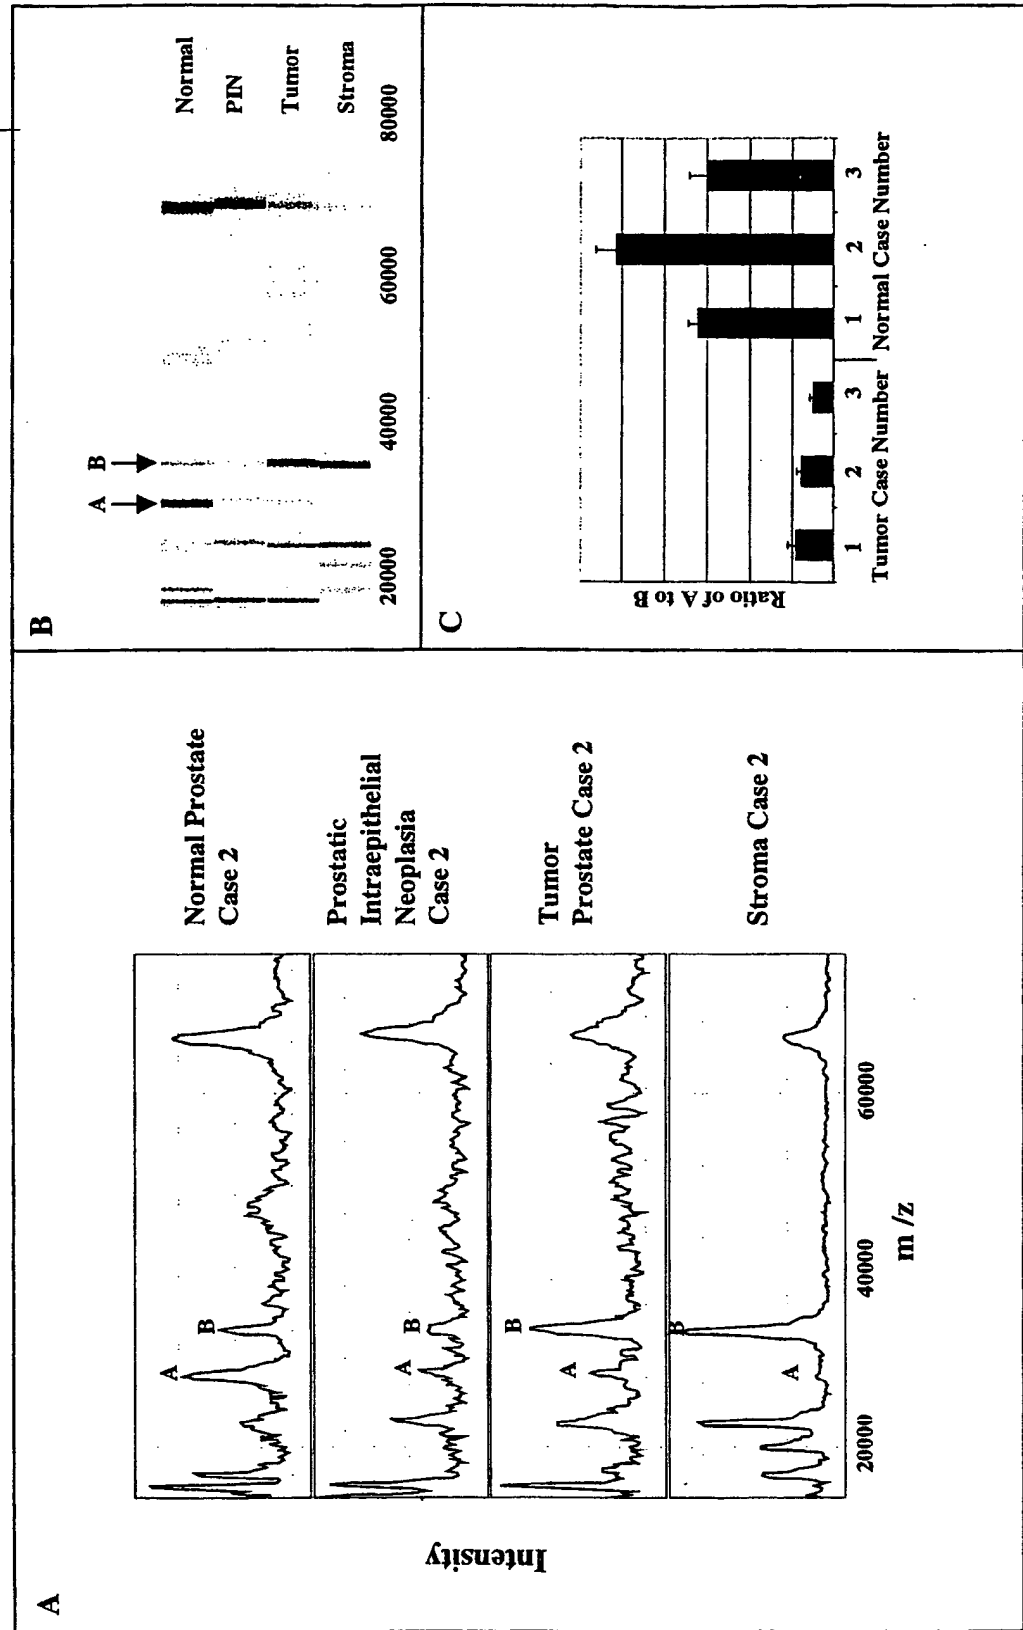 A
Intensity
Normal Prostate
Case 2
A
B
Prostatic
Intraepithelial
Neoplasia
Case 2
A
B
Tumor
Prostate Case 2
A
B
Stroma Case 2
A
B
20000
40000
60000
m /z
B
A
B
Normal
PIN
Tumor
Stroma
20000
40000
60000
80000
C
Ratio of A to B
1
2
3
1
2
3
Tumor Case Number
Normal Case Number